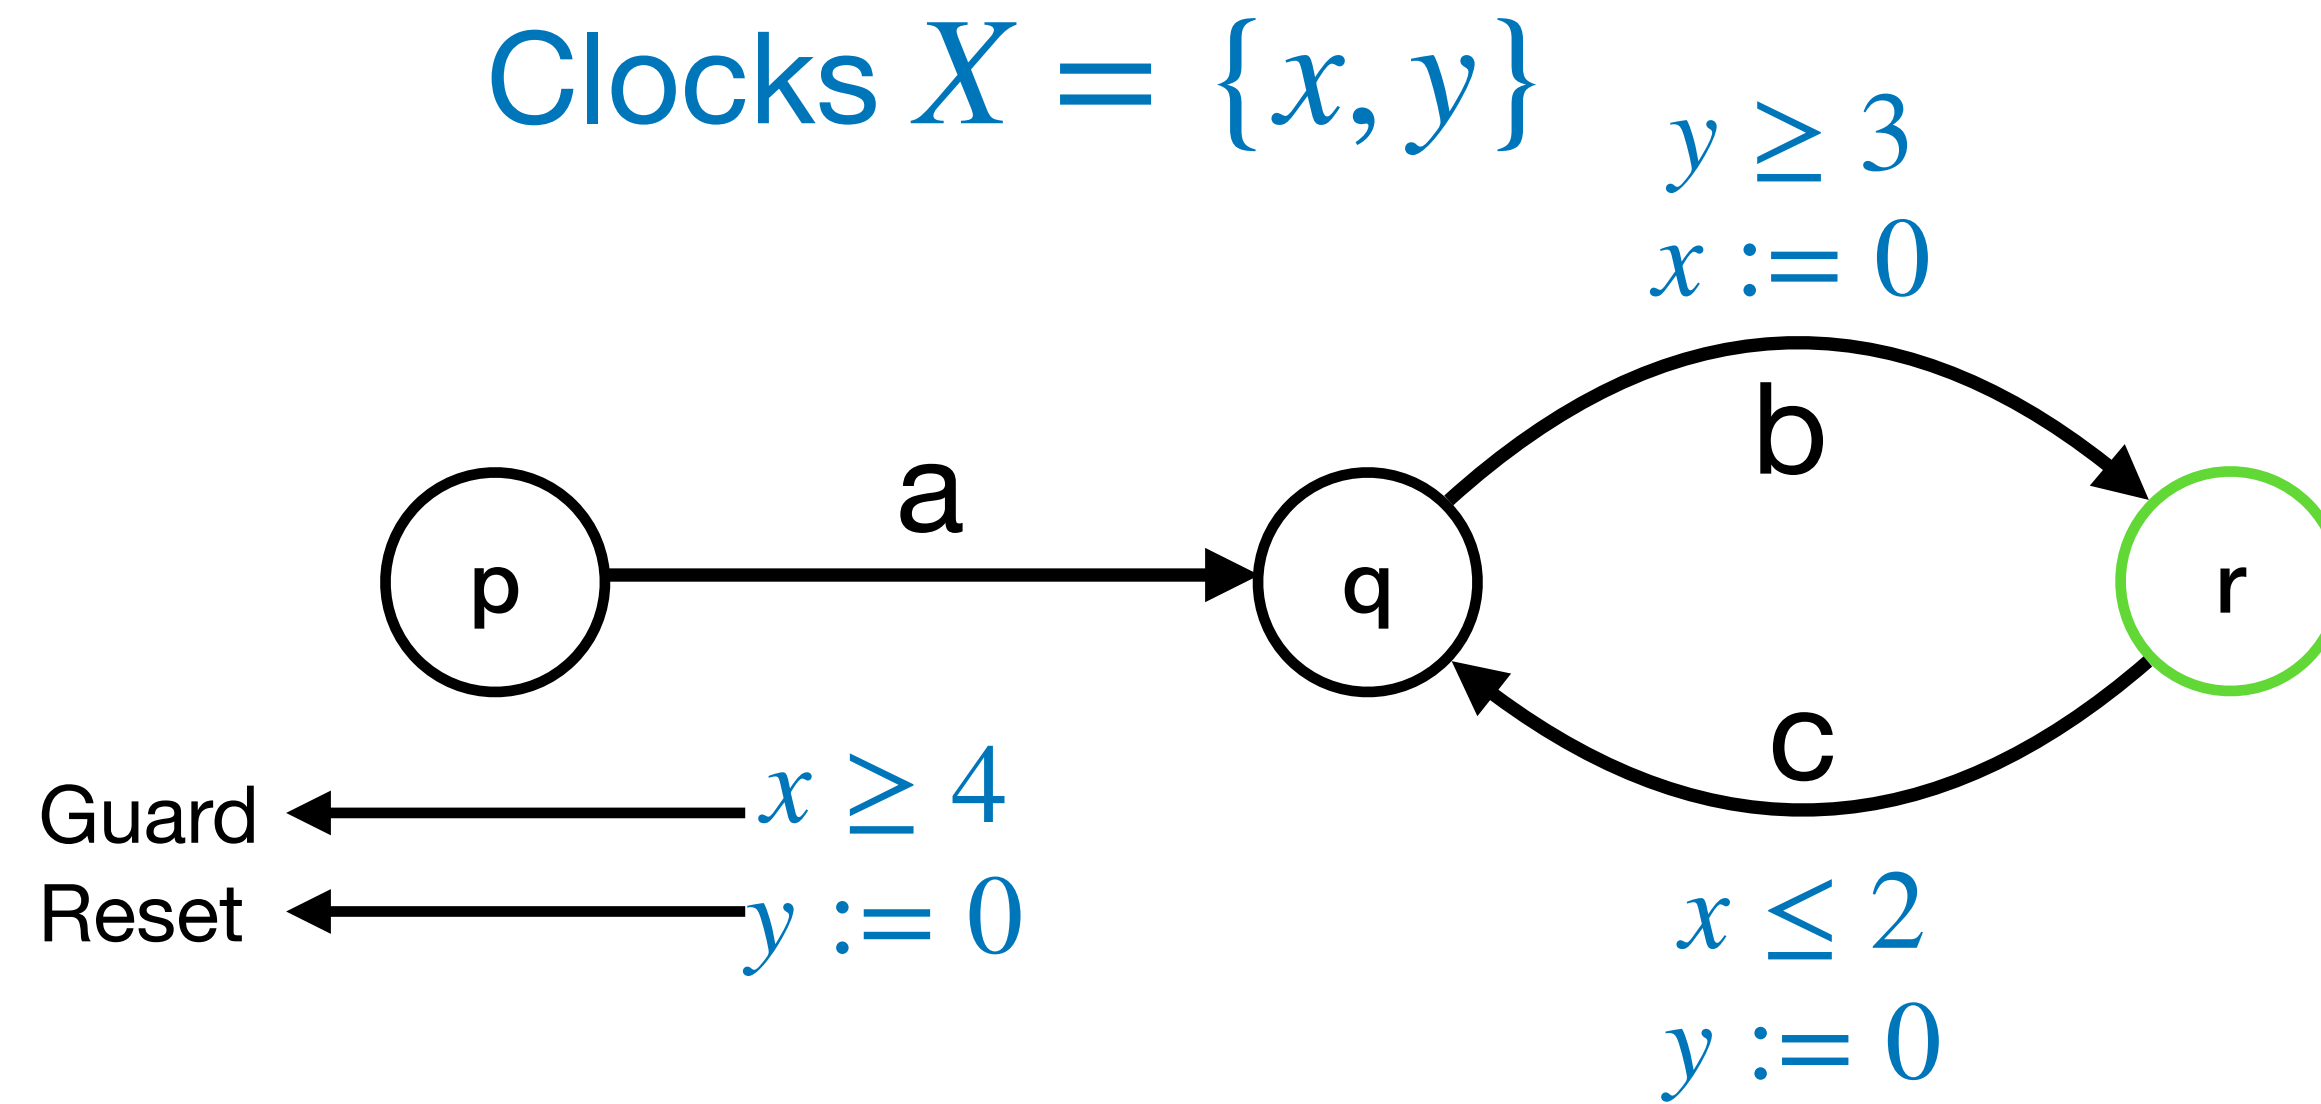 Clocks X = {x, y}
y ≥ 3
x := 0
b
a
p
q
r
c
Guard
x ≥ 4
Reset
y := 0
x ≤ 2
y := 0